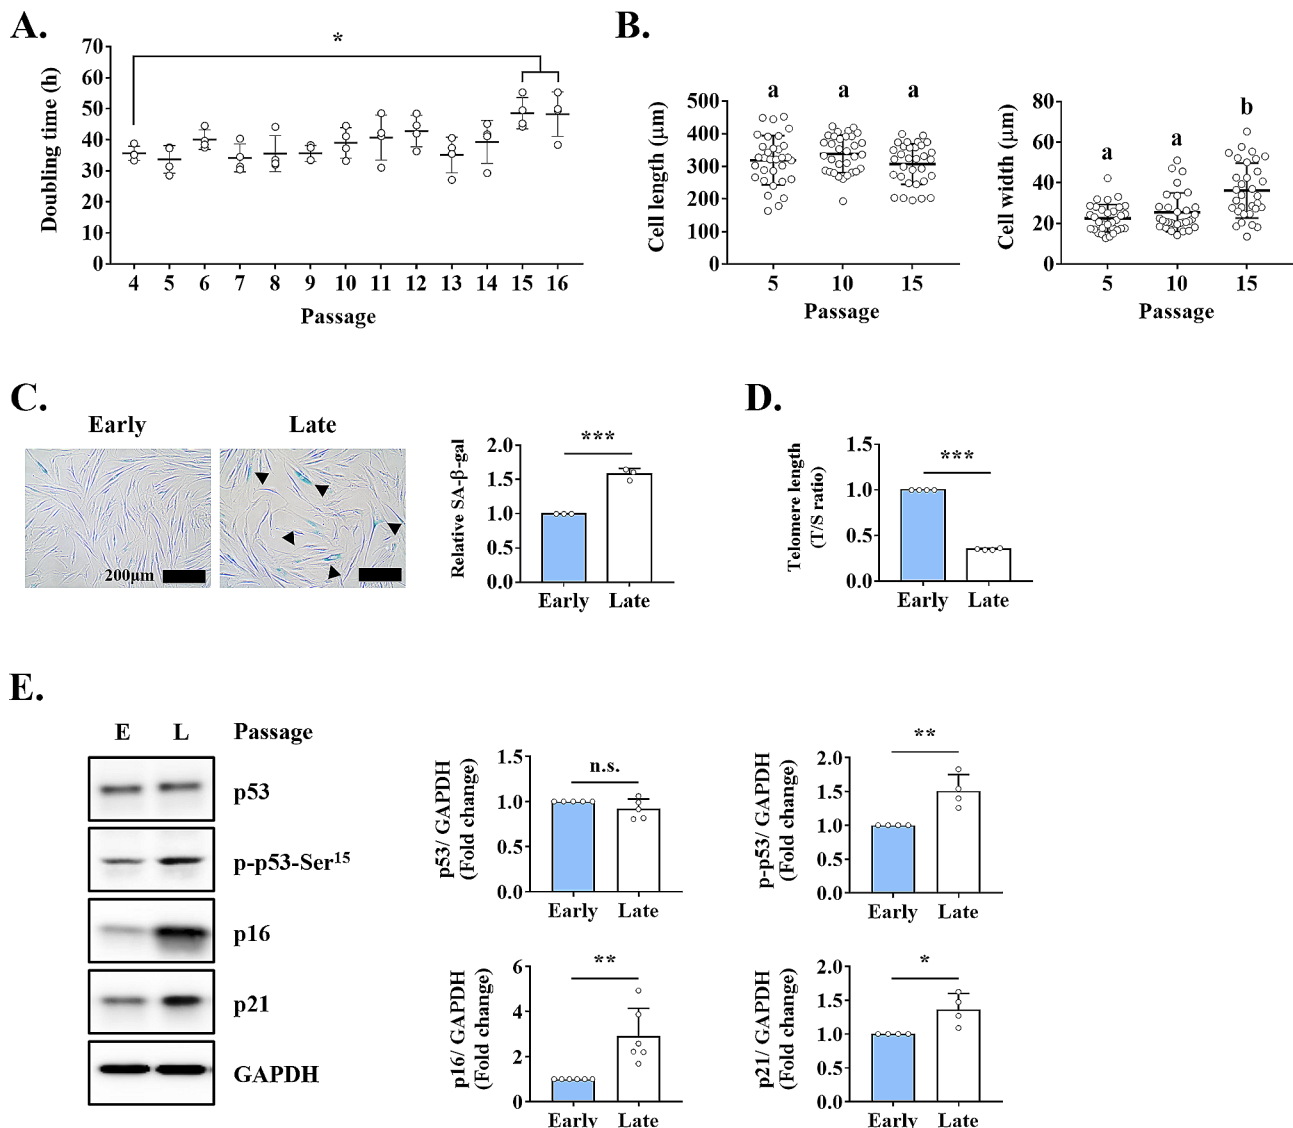 A.
*
Doubling time (h)
70
60
50
40
30
20
10
0
4 5 6 7 8 9 10 11 12 13 14 15 16
Passage
B.
a a a
Cell length (μm)
500
400
300
200
100
0
5 10 15
Passage
a a b
Cell width (μm)
80
60
40
20
0
5 10 15
Passage
C.
Early Late
200μm
***
Relative SA-β-gal
2.0
1.5
1.0
0.5
0.0
Early Late
D.
***
Telomere length
(T/S ratio)
1.5
1.0
0.5
0.0
Early Late
E.
E L Passage
p53
p-p53-Ser¹⁵
p16
p21
GAPDH
n.s.
p53/ GAPDH
(Fold change)
1.5
1.0
0.5
0.0
Early Late
**
p-p53/ GAPDH
(Fold change)
2.0
1.5
1.0
0.5
0.0
Early Late
**
p16/ GAPDH
(Fold change)
6
4
2
0
Early Late
*
p21/ GAPDH
(Fold change)
2.0
1.5
1.0
0.5
0.0
Early Late